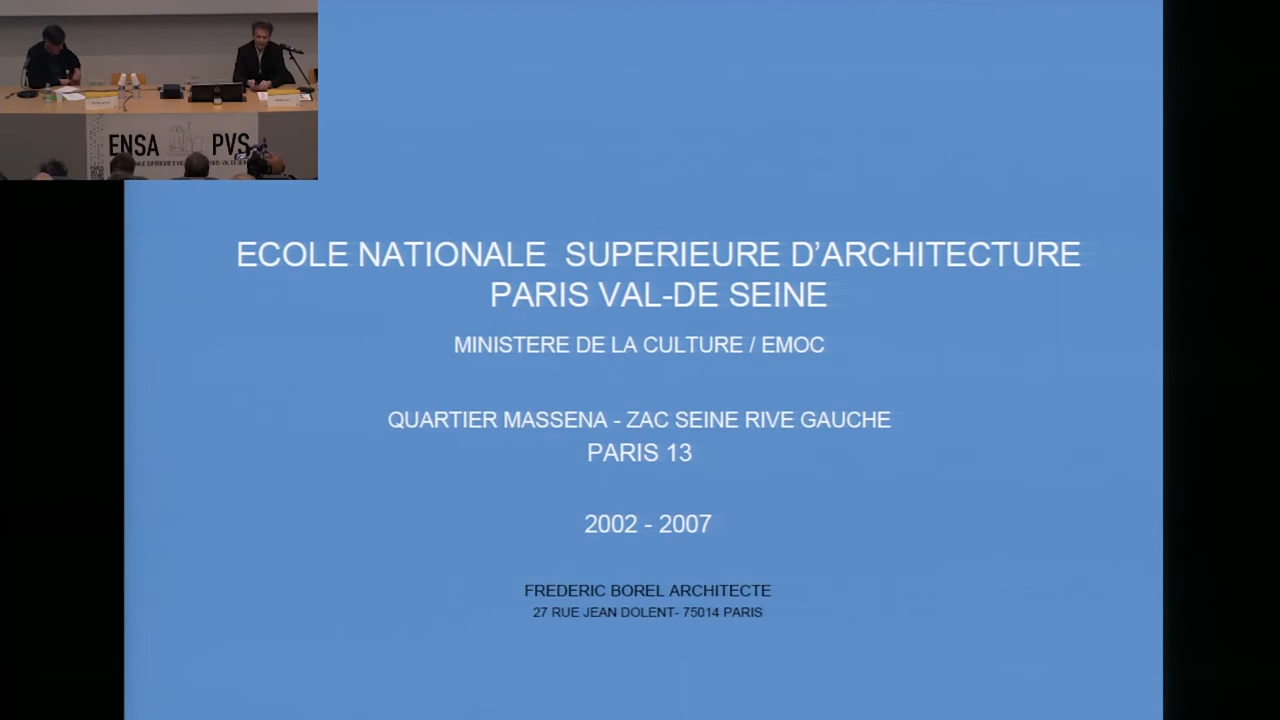 ENSA PVS
ECOLE NATIONALE SUPERIEURE D'ARCHITECTURE
PARIS VAL-DE SEINE
MINISTERE DE LA CULTURE / EMOC
QUARTIER MASSENA - ZAC SEINE RIVE GAUCHE
PARIS 13
2002 - 2007
FREDERIC BOREL ARCHITECTE
27 RUE JEAN DOLENT- 75014 PARIS